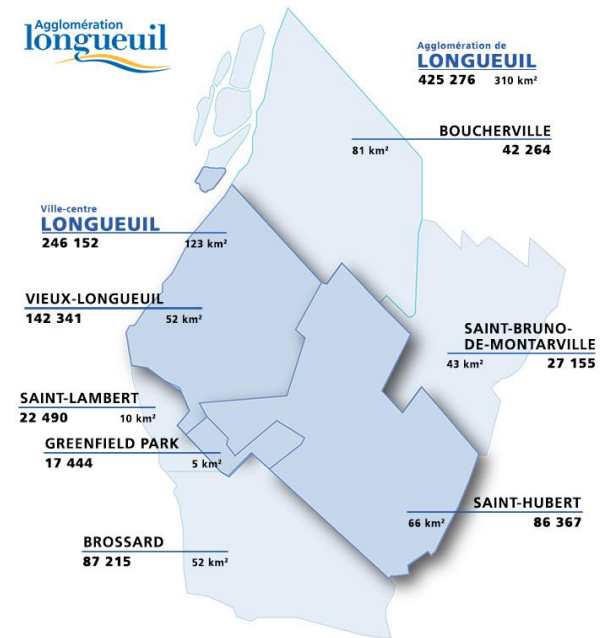 Agglomération
longueuil
Agglomération de
LONGUEUIL
425 276 310 km²
BOUCHERVILLE
81 km² 42 264
Ville-centre
LONGUEUIL
246 152 123 km²
VIEUX-LONGUEUIL
142 341 52 km²
SAINT-BRUNO-
DE-MONTARVILLE
43 km² 27 155
SAINT-LAMBERT
22 490 10 km²
GREENFIELD PARK
17 444 5 km²
SAINT-HUBERT
66 km² 86 367
BROSSARD
87 215 52 km²